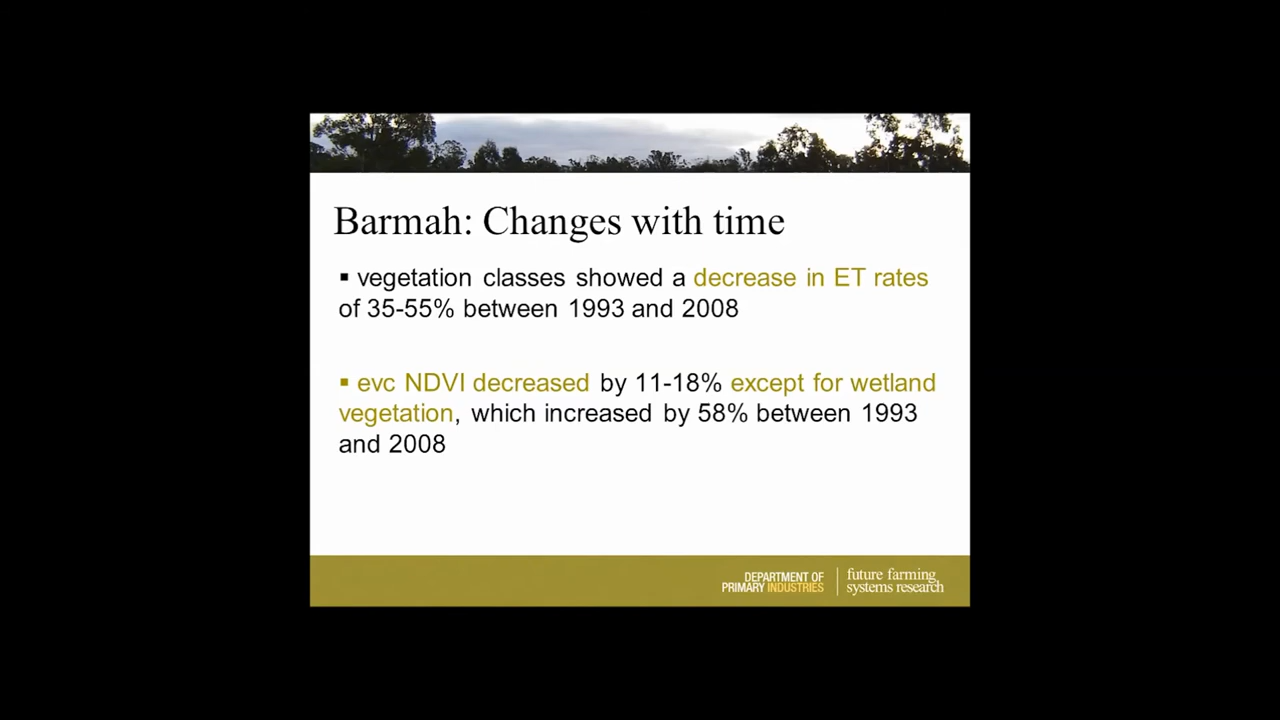 Barmah: Changes with time
▪ vegetation classes showed a decrease in ET rates
of 35-55% between 1993 and 2008
▪ evc NDVI decreased by 11-18% except for wetland
vegetation, which increased by 58% between 1993
and 2008
DEPARTMENT OF
PRIMARY INDUSTRIES
future farming
systems research